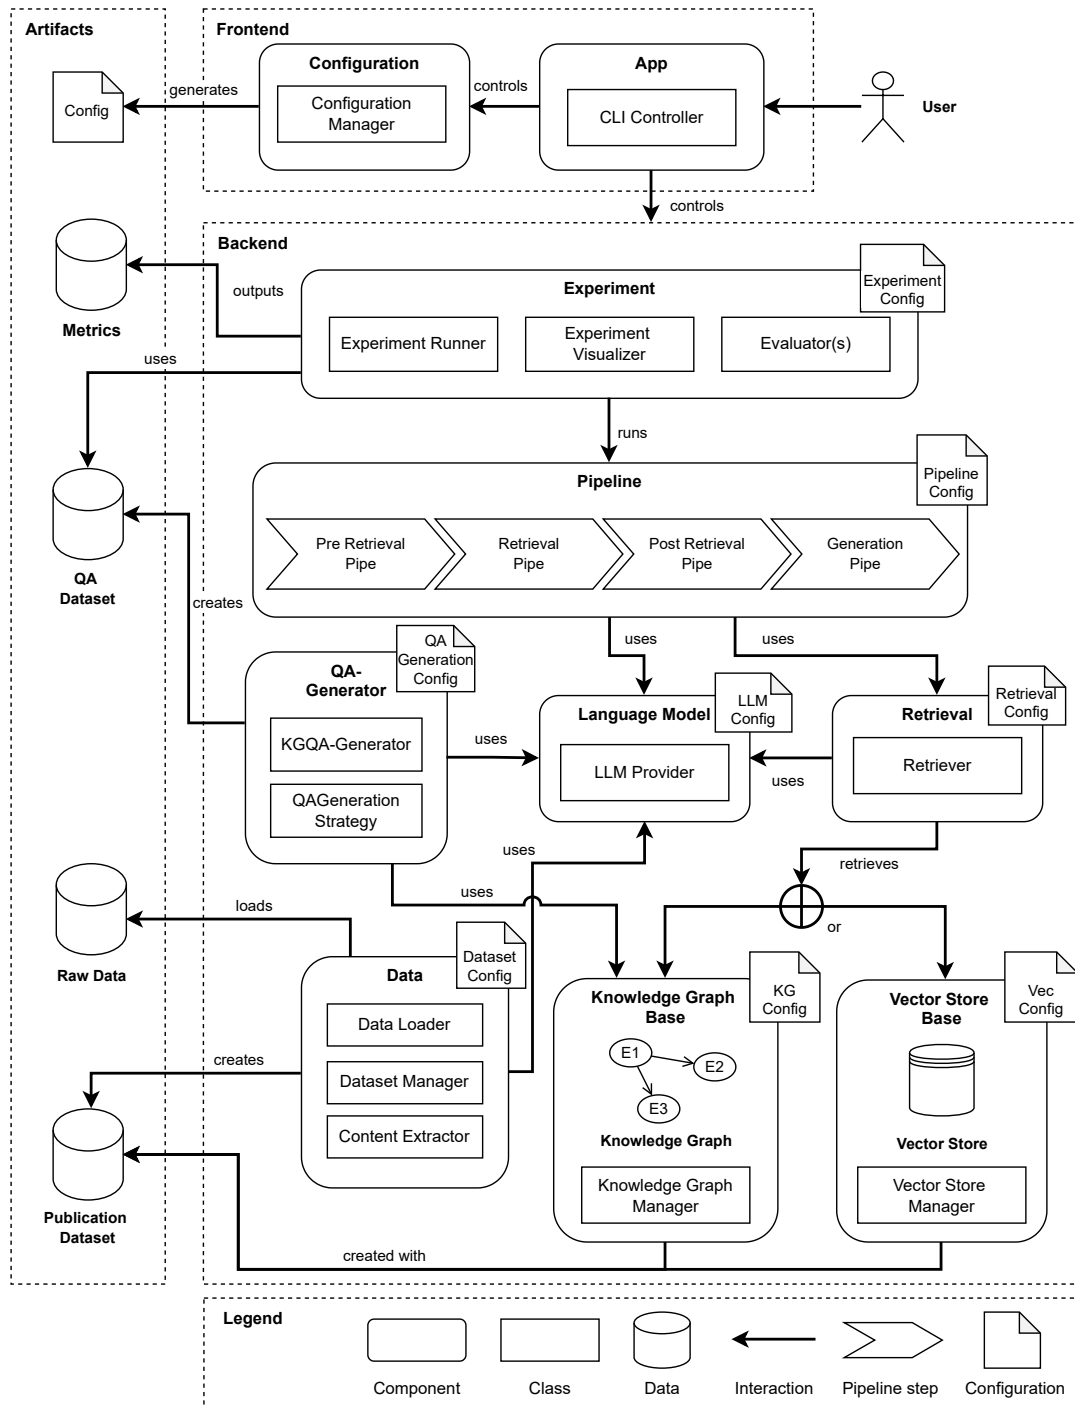 Artifacts
Frontend
Configuration
Configuration
Manager
App
CLI Controller
Config
generates
controls
User
controls
Backend
Metrics
outputs
Experiment
Experiment
Config
Experiment Runner
Experiment
Visualizer
Evaluator(s)
uses
runs
QA
Dataset
Pipeline
Pipeline
Config
Pre Retrieval
Pipe
Retrieval
Pipe
Post Retrieval
Pipe
Generation
Pipe
creates
uses
uses
QA-
Generator
QA
Generation
Config
KGQA-Generator
QAGeneration
Strategy
uses
Language Model
LLM
Config
LLM Provider
Retrieval
Retrieval
Config
Retriever
uses
uses
retrieves
uses
or
Raw Data
loads
Data
Dataset
Config
Data Loader
Dataset Manager
Content Extractor
creates
Knowledge Graph
Base
KG
Config
E1
E2
E3
Knowledge Graph
Knowledge Graph
Manager
Vector Store
Base
Vec
Config
Vector Store
Vector Store
Manager
Publication
Dataset
created with
Legend
Component
Class
Data
Interaction
Pipeline step
Configuration